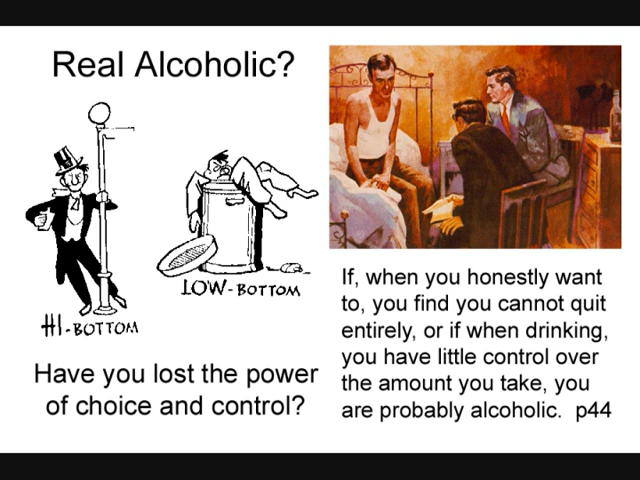 Real Alcoholic?
HI-BOTTOM
LOW-BOTTOM
Have you lost the power
of choice and control?
If, when you honestly want
to, you find you cannot quit
entirely, or if when drinking,
you have little control over
the amount you take, you
are probably alcoholic.  p44